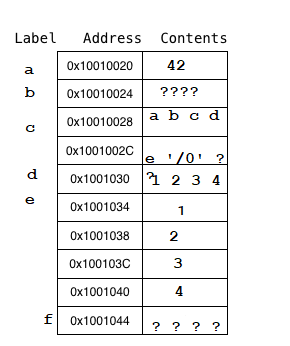 Label Address Contents
a 0x10010020 42
b 0x10010024 ????
c 0x10010028 a b c d
0x1001002C e '/0' ? ?
d 0x1001030 1 2 3 4
e 0x1001034 1
0x1001038 2
0x100103C 3
0x1001040 4
f 0x1001044 ? ? ? ?